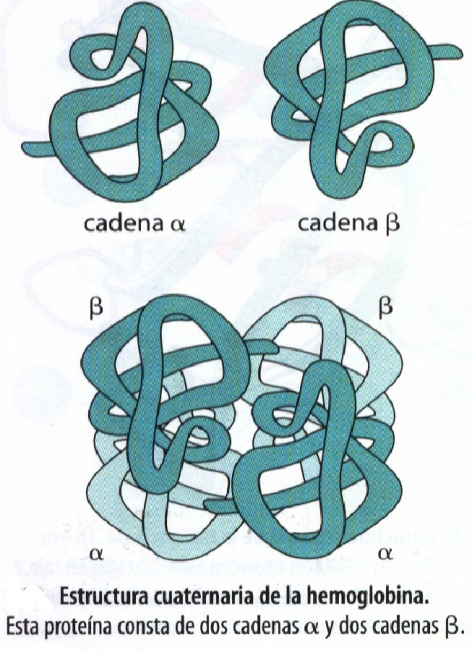 cadena α
cadena β
β
β
α
α
Estructura cuaternaria de la hemoglobina.
Esta proteína consta de dos cadenas α y dos cadenas β.